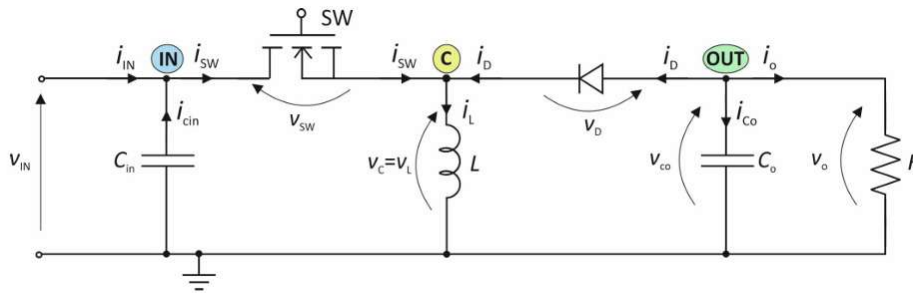 SW
IN
C
OUT
i_IN
i_SW
i_SW
i_D
i_D
i_o
v_SW
v_D
i_cin
i_L
i_Co
v_IN
C_in
v_C=v_L
L
v_co
C_o
v_o